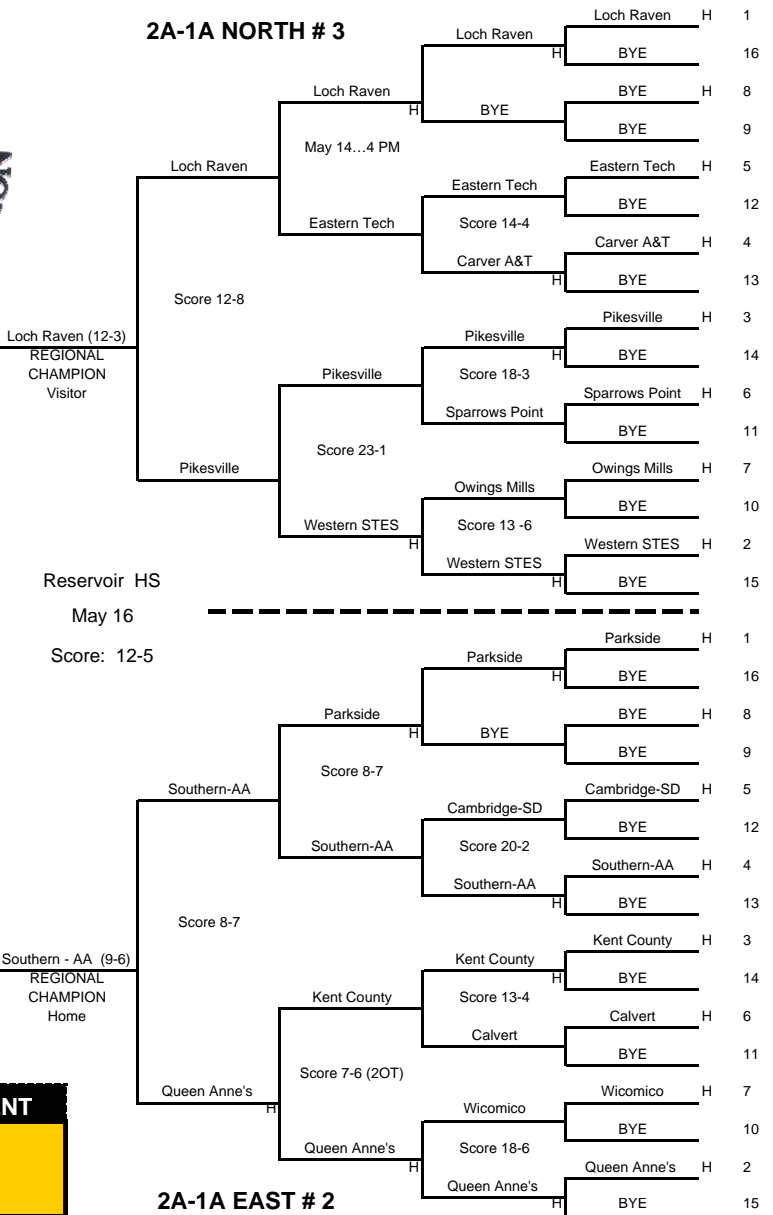 2A-1A NORTH # 3
Loch Raven H 1
Loch Raven
H BYE 16
Loch Raven BYE H 8
H BYE
BYE 9
May 14…4 PM
Loch Raven Eastern Tech H 5
Eastern Tech
BYE 12
Eastern Tech Score 14-4
Carver A&T H 4
Carver A&T
H BYE 13
Score 12-8
Pikesville H 3
Loch Raven (12-3) Pikesville
REGIONAL H BYE 14
CHAMPION Pikesville Score 18-3
Visitor Sparrows Point H 6
Sparrows Point
BYE 11
Score 23-1
Pikesville Owings Mills H 7
Owings Mills
BYE 10
Western STES Score 13 -6
H Western STES H 2
Western STES
H BYE 15
Reservoir HS
May 16
Score: 12-5
Parkside H 1
Parkside
H BYE 16
Parkside BYE H 8
H BYE
BYE 9
Score 8-7
Southern-AA Cambridge-SD H 5
Cambridge-SD
BYE 12
Southern-AA Score 20-2
Southern-AA H 4
Southern-AA
H BYE 13
Score 8-7
Kent County H 3
Southern - AA (9-6) Kent County
REGIONAL H BYE 14
CHAMPION Kent County Score 13-4
Home Calvert H 6
Calvert
BYE 11
Score 7-6 (2OT)
Queen Anne's Wicomico H 7
H Wicomico
BYE 10
Queen Anne's Score 18-6
H Queen Anne's H 2
Queen Anne's
H BYE 15
2A-1A EAST # 2